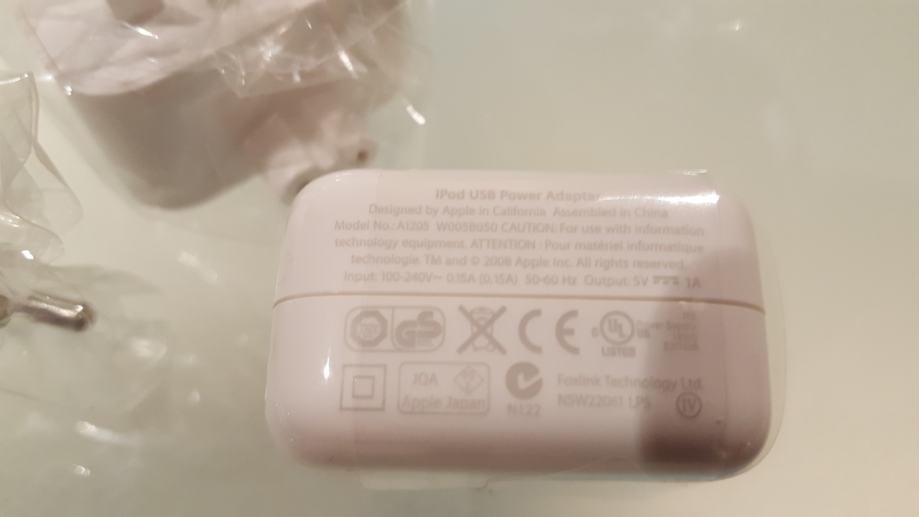 iPod USB Power Adapter
Designed by Apple in California Assembled in China
Model No.: A1205 W005B050 CAUTION: For use with information
technology equipment. ATTENTION : Pour matériel informatique
technologie. TM and © 2008 Apple Inc. All rights reserved.
Input: 100-240V~ 0.15A (0.15A) 50-60 Hz Output: 5V ⎓ 1A
GS CE C UL US
LISTED
JQA
Apple Japan
N122
Foxlink Technology Ltd.
NSW22061 LPS
IV